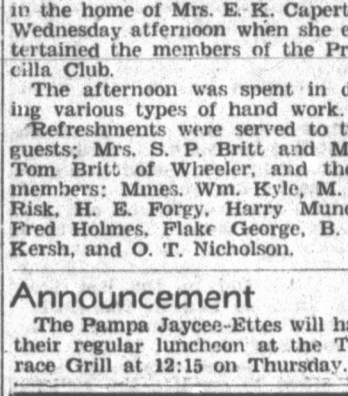 in the home of Mrs. E. K. Capert
Wednesday atfernoon when she e
tertained the members of the Pr
cilla Club.
The afternoon was spent in d
ing various types of hand work.
Refreshments were served to t
guests; Mrs. S. P. Britt and M
Tom Britt of Wheeler, and the
members: Mmes. Wm. Kyle, M.
Risk, H. E. Forgy, Harry Mun
Fred Holmes, Flake George, B.
Kersh, and O. T. Nicholson.
Announcement
The Pampa Jaycee-Ettes will ha
their regular luncheon at the T
race Grill at 12:15 on Thursday.